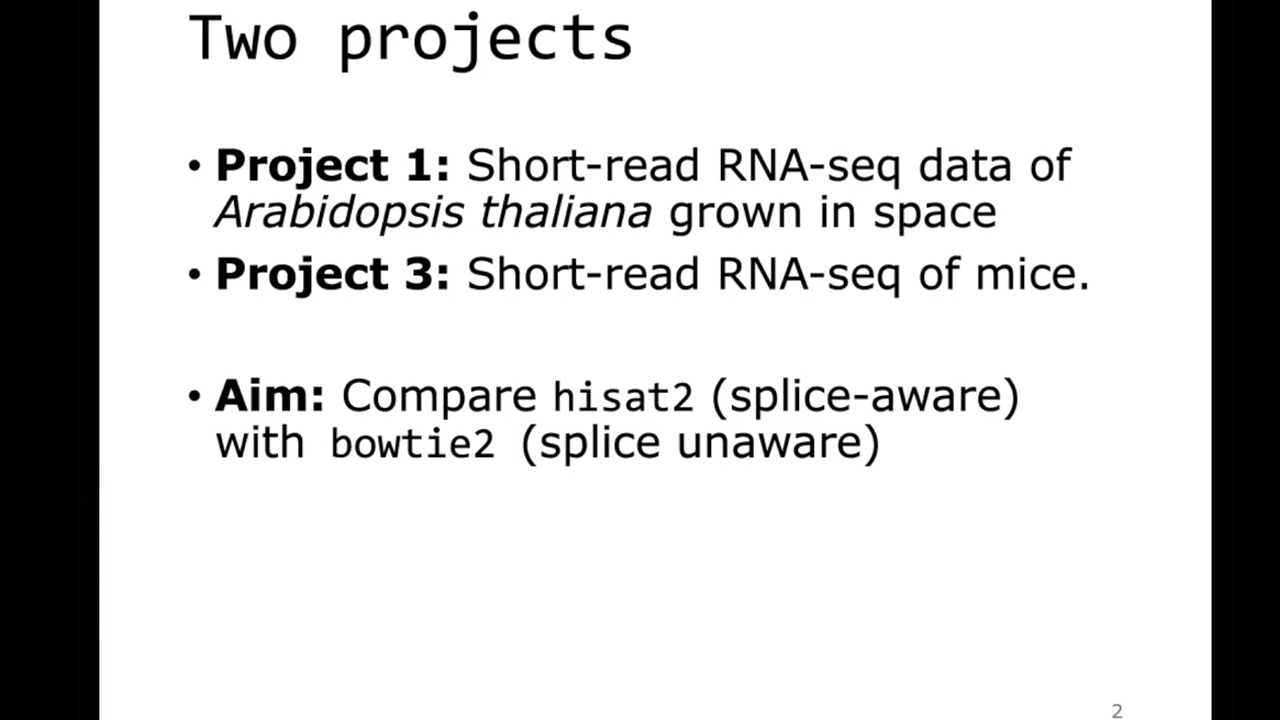 Two projects
• Project 1: Short-read RNA-seq data of
Arabidopsis thaliana grown in space
• Project 3: Short-read RNA-seq of mice.
• Aim: Compare hisat2 (splice-aware)
with bowtie2 (splice unaware)
2